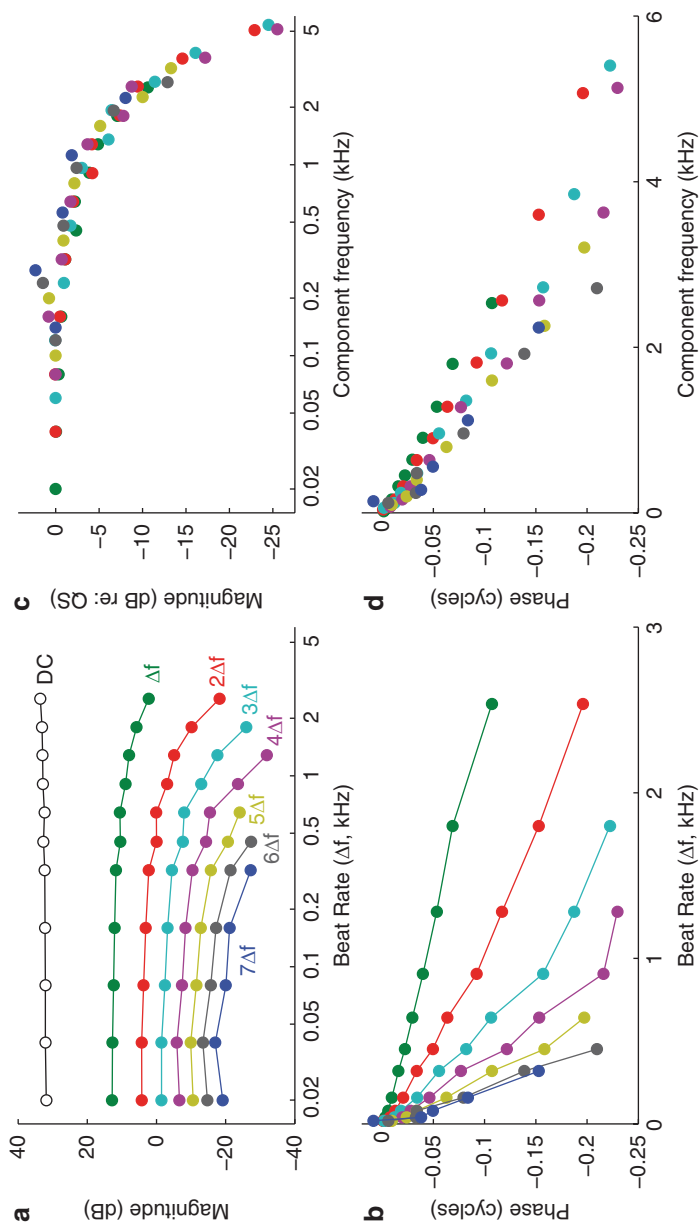 a
Magnitude (dB)
40
20
0
−20
−40
DC
Δf
2Δf
3Δf
4Δf
5Δf
6Δf
7Δf
0.02
0.05
0.1
0.2
0.5
1
2
5
Beat Rate (Δf, kHz)
b
Phase (cycles)
0
−0.05
−0.1
−0.15
−0.2
−0.25
0
1
2
3
Beat Rate (Δf, kHz)
c
Magnitude (dB re: QS)
0
−5
−10
−15
−20
−25
0.02
0.05
0.1
0.2
0.5
1
2
5
Component frequency (kHz)
d
Phase (cycles)
0
−0.05
−0.1
−0.15
−0.2
−0.25
0
2
4
6
Component frequency (kHz)